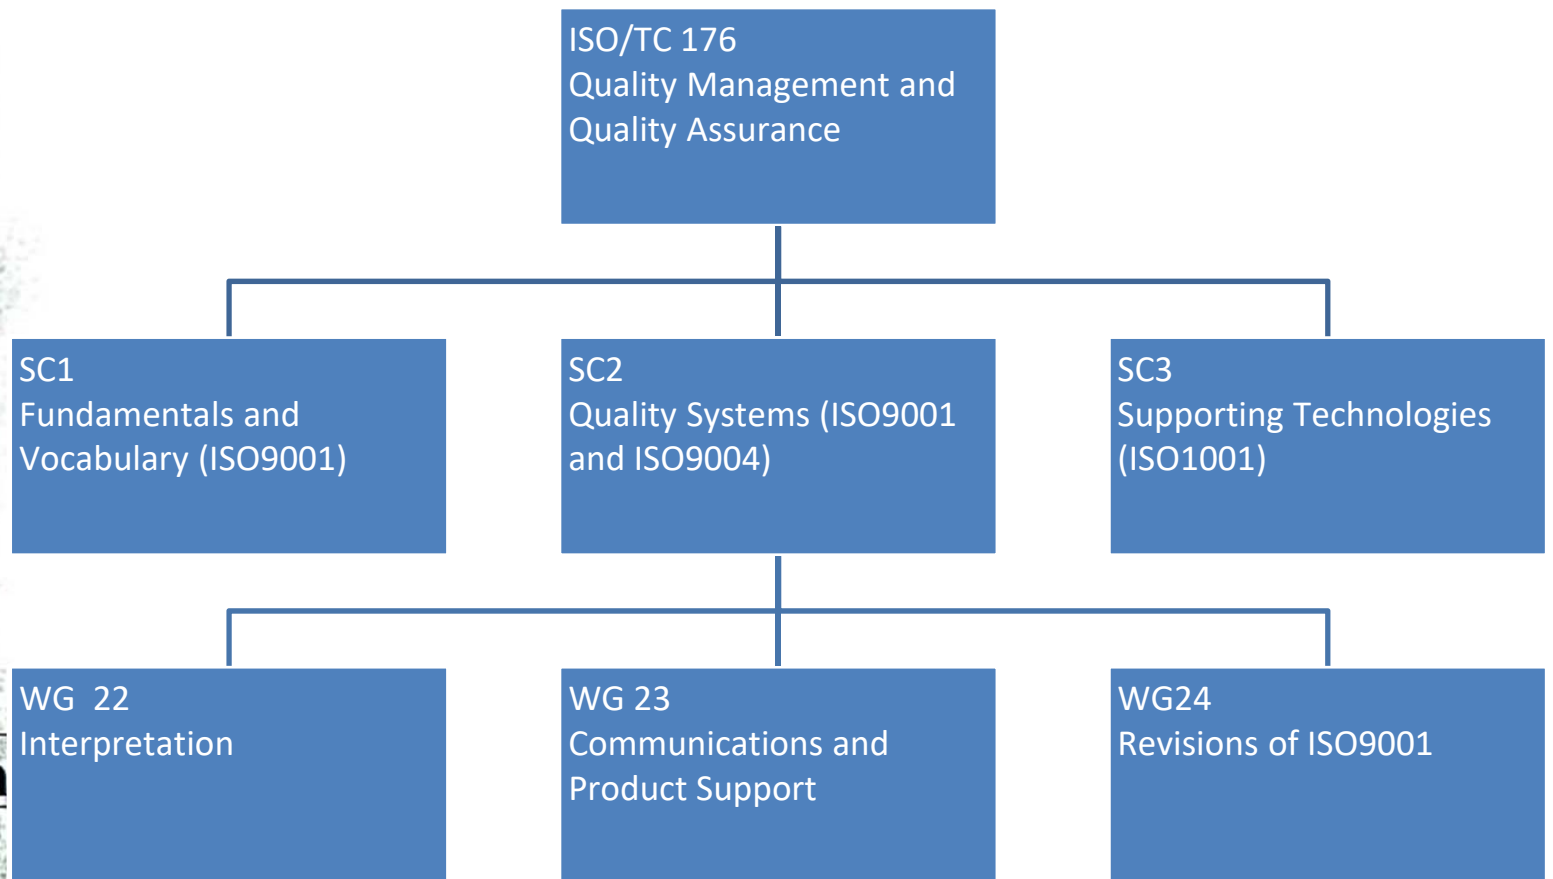 ISO/TC 176
Quality Management and
Quality Assurance
SC1
Fundamentals and
Vocabulary (ISO9001)
SC2
Quality Systems (ISO9001
and ISO9004)
SC3
Supporting Technologies
(ISO1001)
WG  22
Interpretation
WG 23
Communications and
Product Support
WG24
Revisions of ISO9001